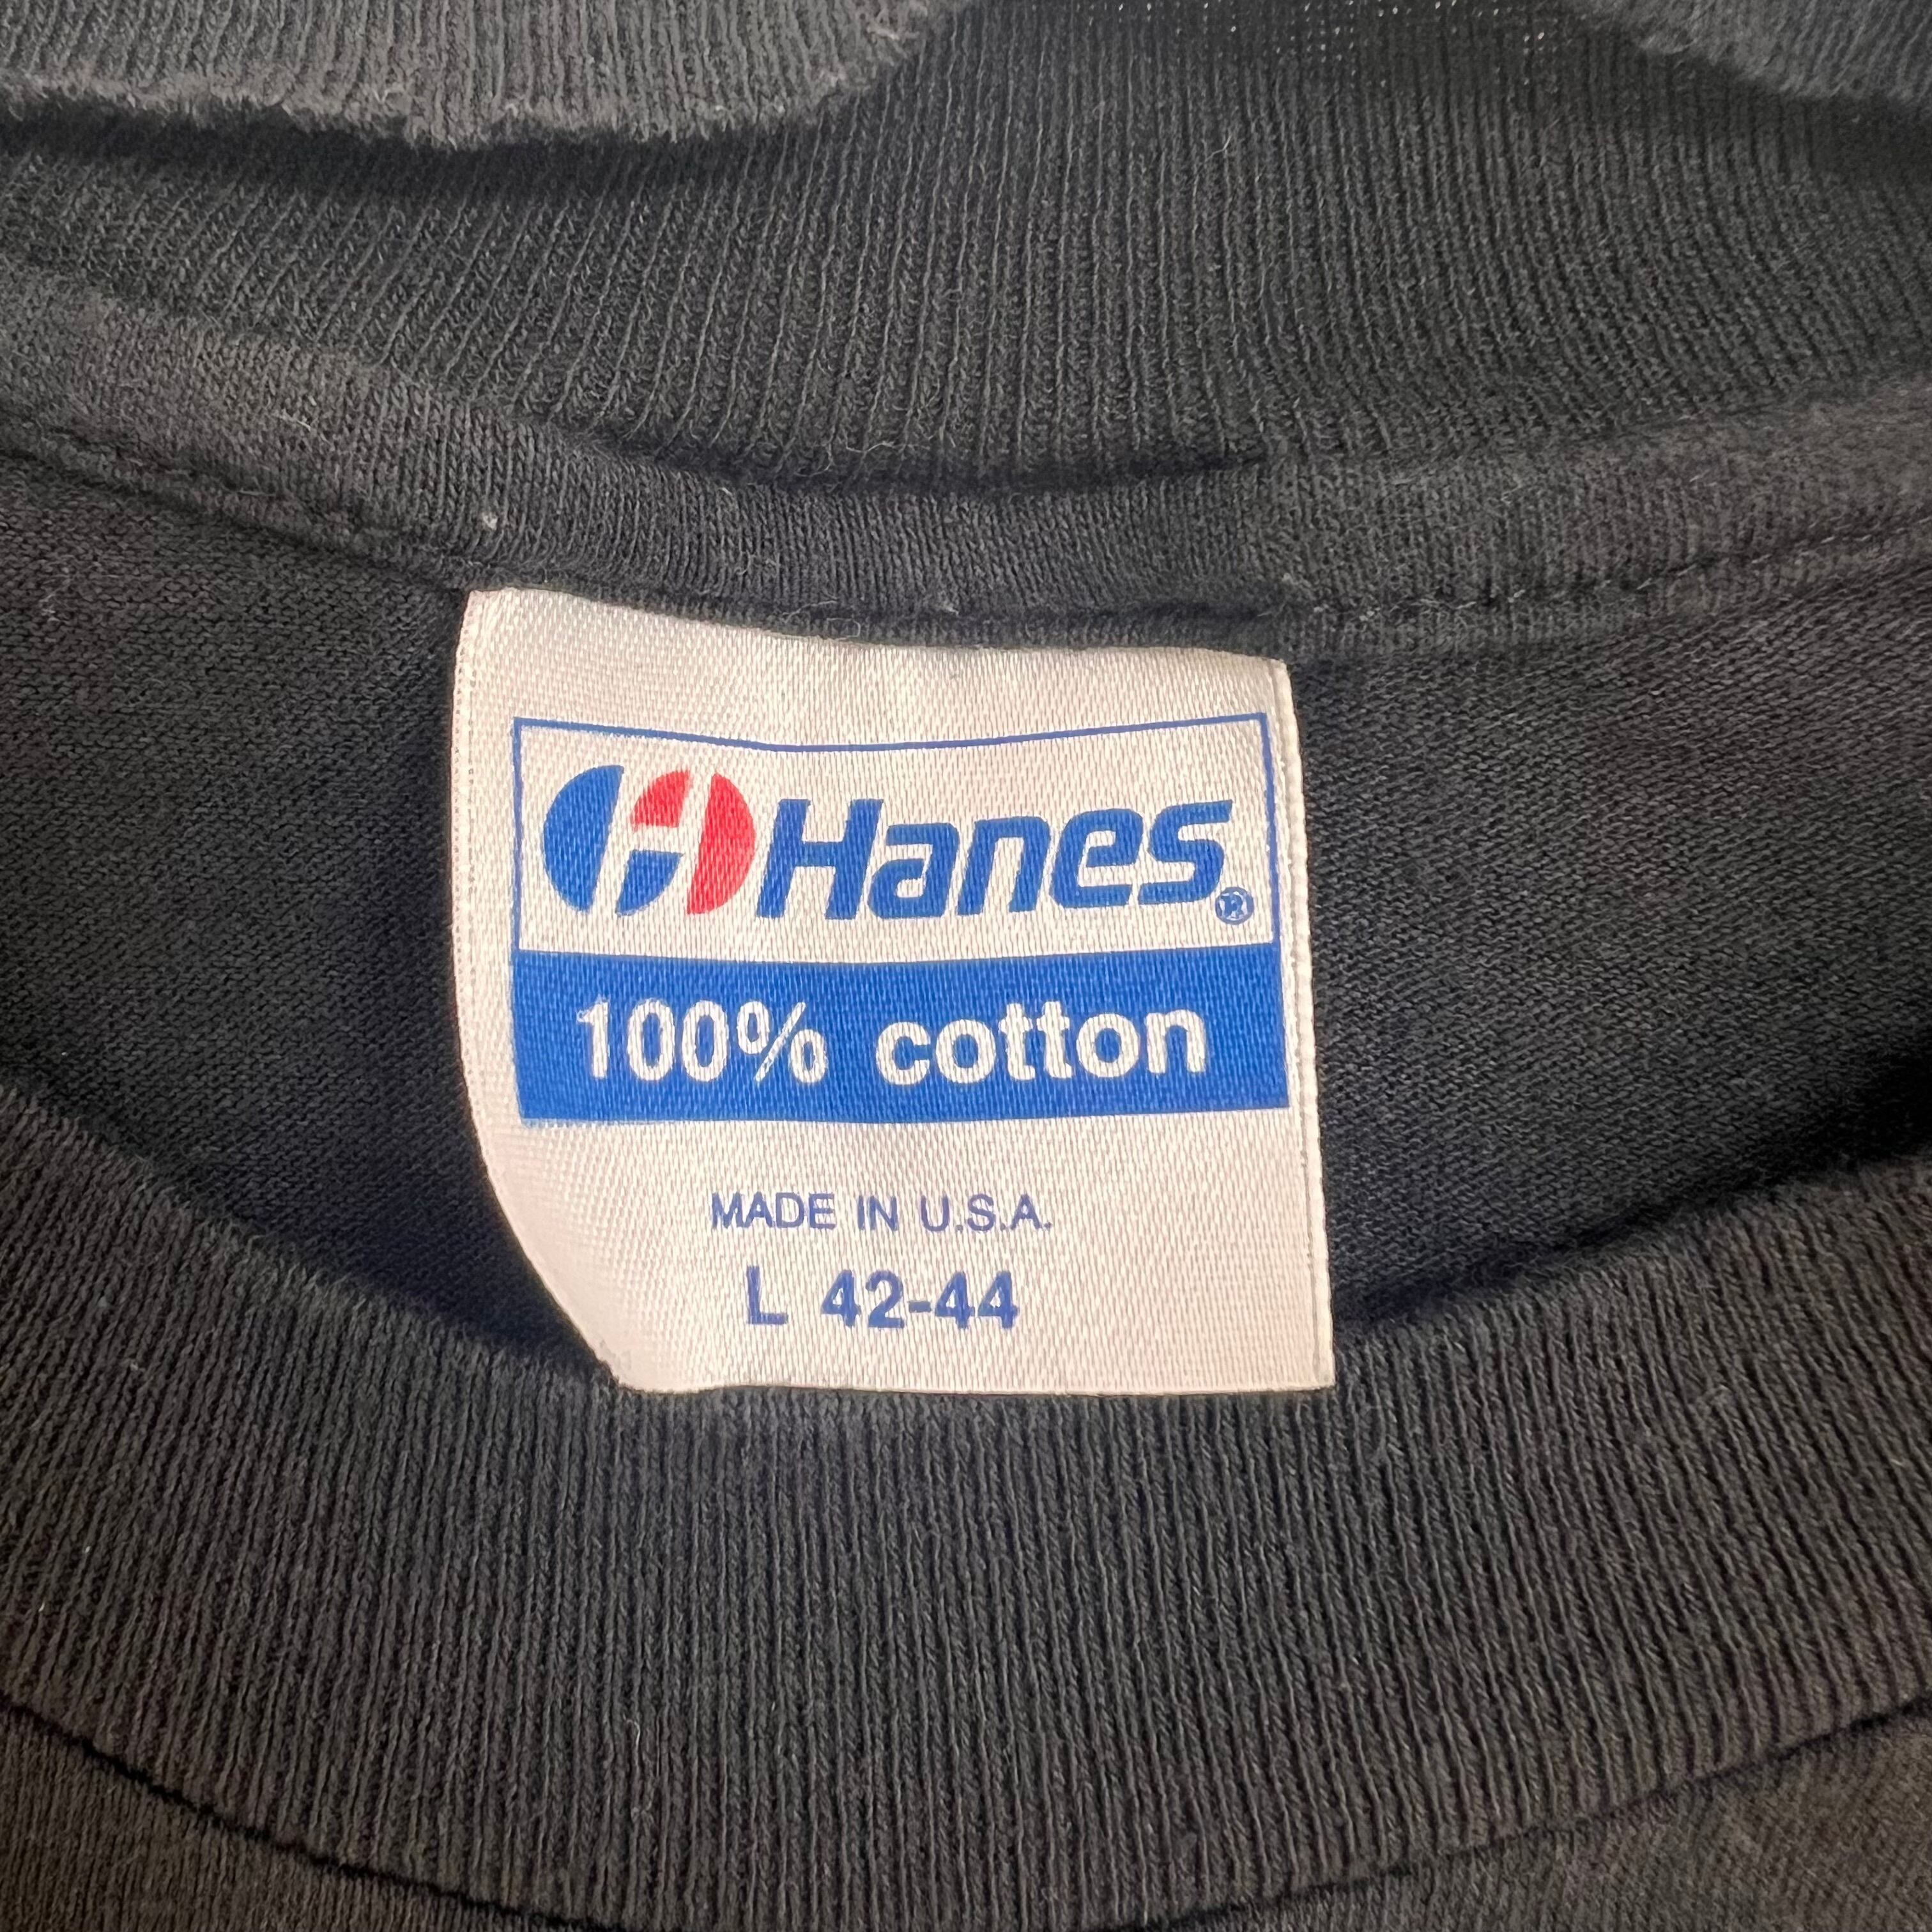 Hanes®
100% cotton
MADE IN U.S.A.
L 42-44